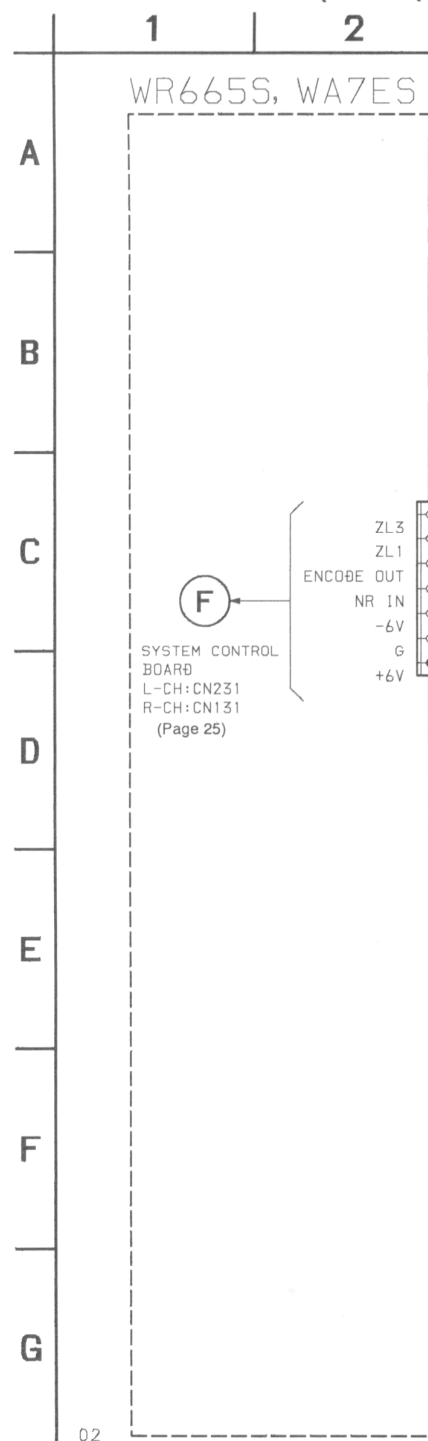 1 2
WR665S, WA7ES
A
B
C
D
E
F
G
ZL3
ZL1
ENCODE OUT
NR IN
-6V
G
+6V
F
SYSTEM CONTROL
BOARD
L-CH:CN231
R-CH:CN131
(Page 25)
02